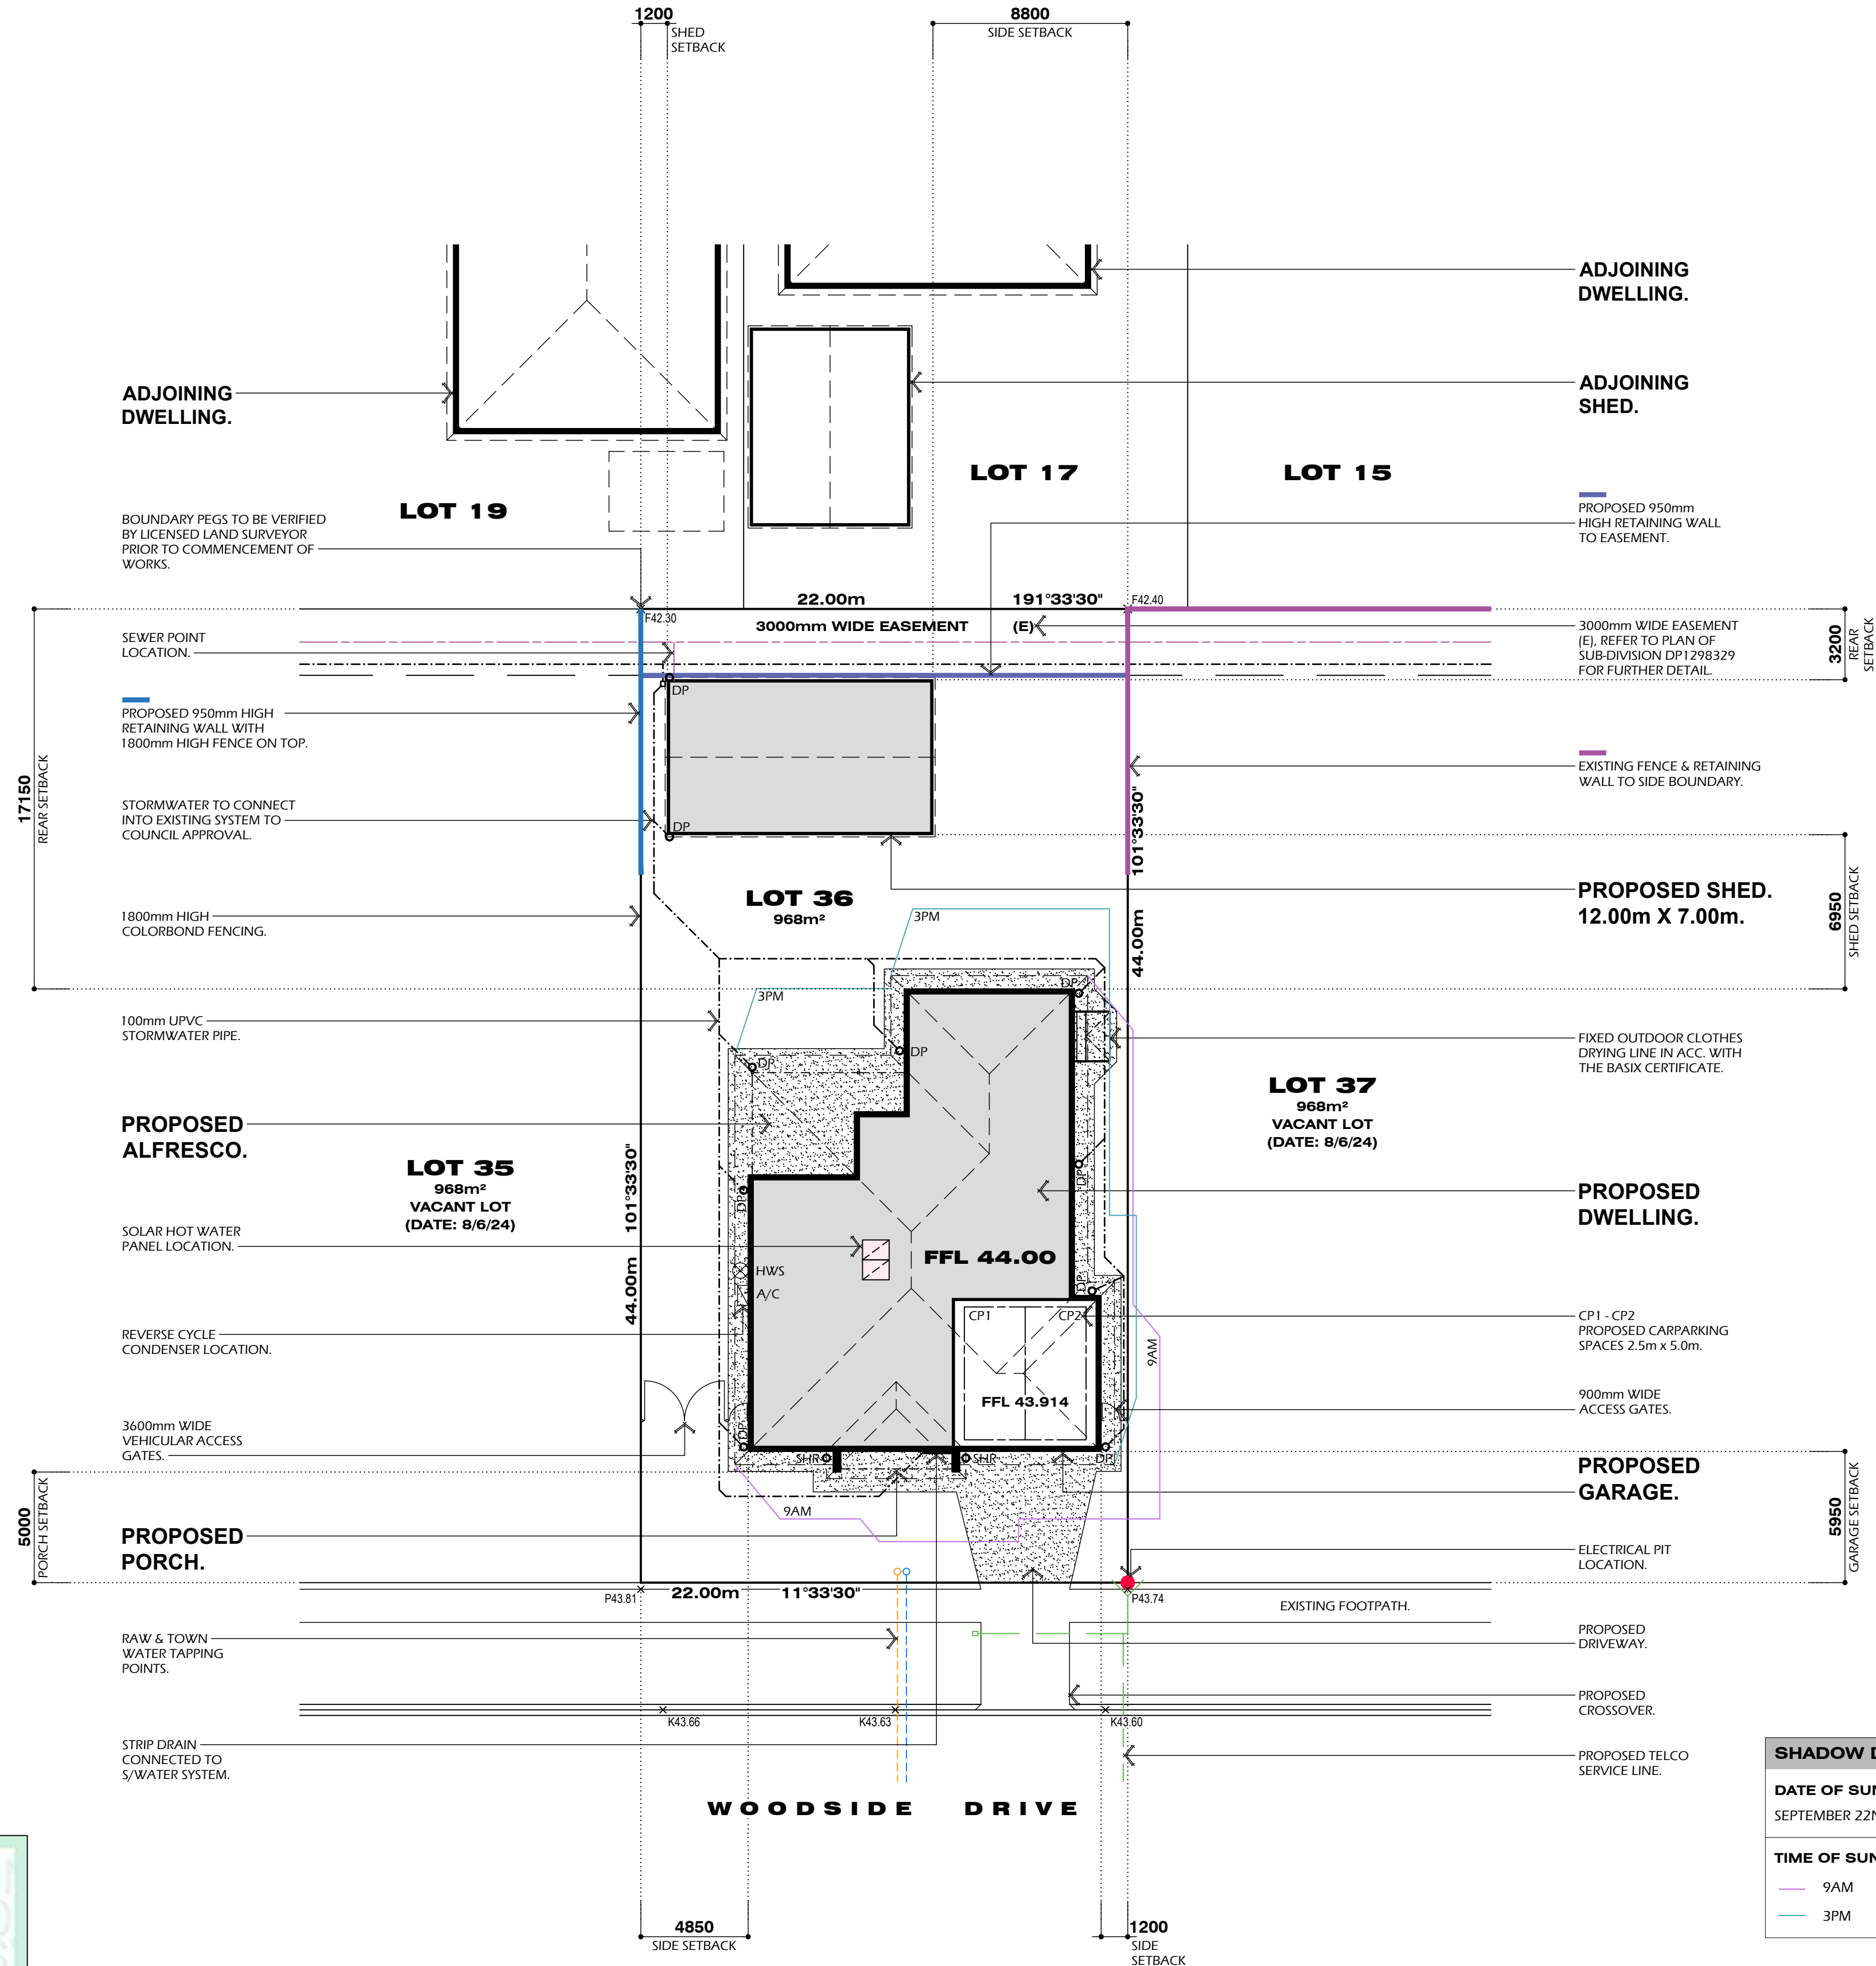 1200
SHED
SETBACK
8800
SIDE SETBACK
ADJOINING
DWELLING.
ADJOINING
DWELLING.
ADJOINING
SHED.
LOT 19
LOT 17
LOT 15
BOUNDARY PEGS TO BE VERIFIED
BY LICENSED LAND SURVEYOR
PRIOR TO COMMENCEMENT OF
WORKS.
PROPOSED 950mm
HIGH RETAINING WALL
TO EASEMENT.
22.00m
191°33'30"
F42.40
F42.30
3000mm WIDE EASEMENT
(E)
SEWER POINT
LOCATION.
3000mm WIDE EASEMENT
(E), REFER TO PLAN OF
SUB-DIVISION DP1298329
FOR FURTHER DETAIL.
3200
REAR
SETBACK
DP
PROPOSED 950mm HIGH
RETAINING WALL WITH
1800mm HIGH FENCE ON TOP.
17150
REAR SETBACK
EXISTING FENCE & RETAINING
WALL TO SIDE BOUNDARY.
STORMWATER TO CONNECT
INTO EXISTING SYSTEM TO
COUNCIL APPROVAL.
DP
101°33'30"
44.00m
LOT 36
968m²
PROPOSED SHED.
12.00m X 7.00m.
6950
SHED SETBACK
1800mm HIGH
COLORBOND FENCING.
3PM
3PM
DP
DP
DP
100mm UPVC
STORMWATER PIPE.
FIXED OUTDOOR CLOTHES
DRYING LINE IN ACC. WITH
THE BASIX CERTIFICATE.
LOT 37
968m²
VACANT LOT
(DATE: 8/6/24)
PROPOSED
ALFRESCO.
LOT 35
968m²
VACANT LOT
(DATE: 8/6/24)
101°33'30"
44.00m
DP
DP
PROPOSED
DWELLING.
SOLAR HOT WATER
PANEL LOCATION.
FFL 44.00
HWS
A/C
DP
CP1
CP2
CP1 - CP2
PROPOSED CARPARKING
SPACES 2.5m x 5.0m.
REVERSE CYCLE
CONDENSER LOCATION.
9AM
FFL 43.914
900mm WIDE
ACCESS GATES.
3600mm WIDE
VEHICULAR ACCESS
GATES.
DP
SHR
SHR
DP
PROPOSED
GARAGE.
5000
PORCH SETBACK
5950
GARAGE SETBACK
9AM
PROPOSED
PORCH.
ELECTRICAL PIT
LOCATION.
P43.81
22.00m
11°33'30"
P43.74
EXISTING FOOTPATH.
RAW & TOWN
WATER TAPPING
POINTS.
PROPOSED
DRIVEWAY.
PROPOSED
CROSSOVER.
K43.66
K43.63
K43.60
STRIP DRAIN
CONNECTED TO
S/WATER SYSTEM.
PROPOSED TELCO
SERVICE LINE.
WOODSIDE DRIVE
SHADOW
DATE OF
SEPTEMBER
TIME OF
9AM
3PM
4850
SIDE SETBACK
1200
SIDE
SETBACK